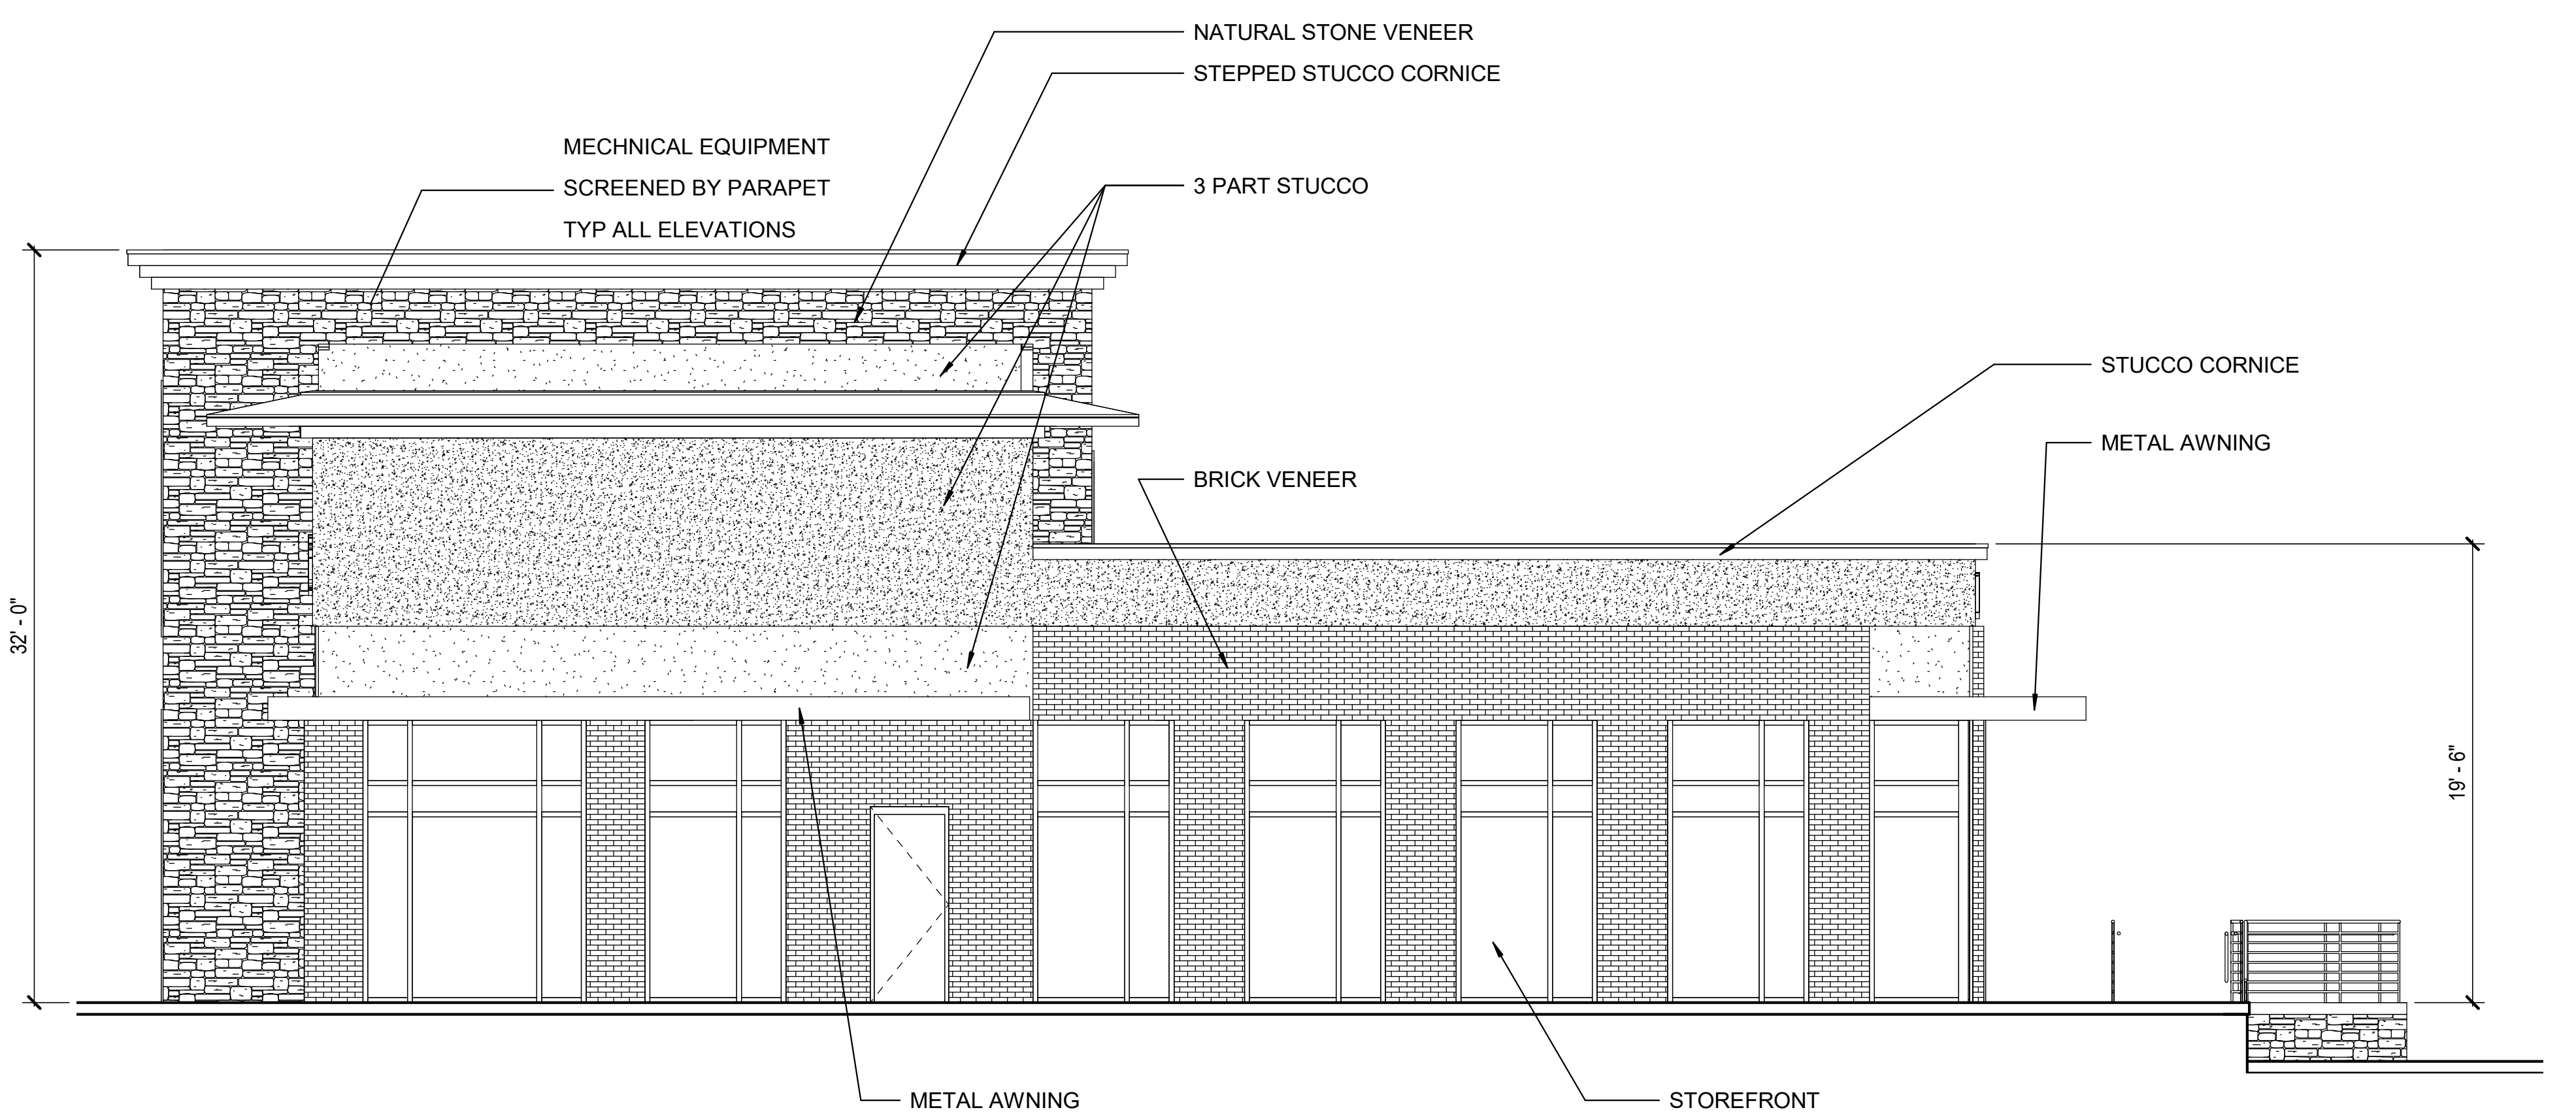 NATURAL STONE VENEER
STEPPED STUCCO CORNICE
MECHNICAL EQUIPMENT
SCREENED BY PARAPET
TYP ALL ELEVATIONS
3 PART STUCCO
STUCCO CORNICE
METAL AWNING
BRICK VENEER
32' - 0"
19' - 6"
METAL AWNING
STOREFRONT